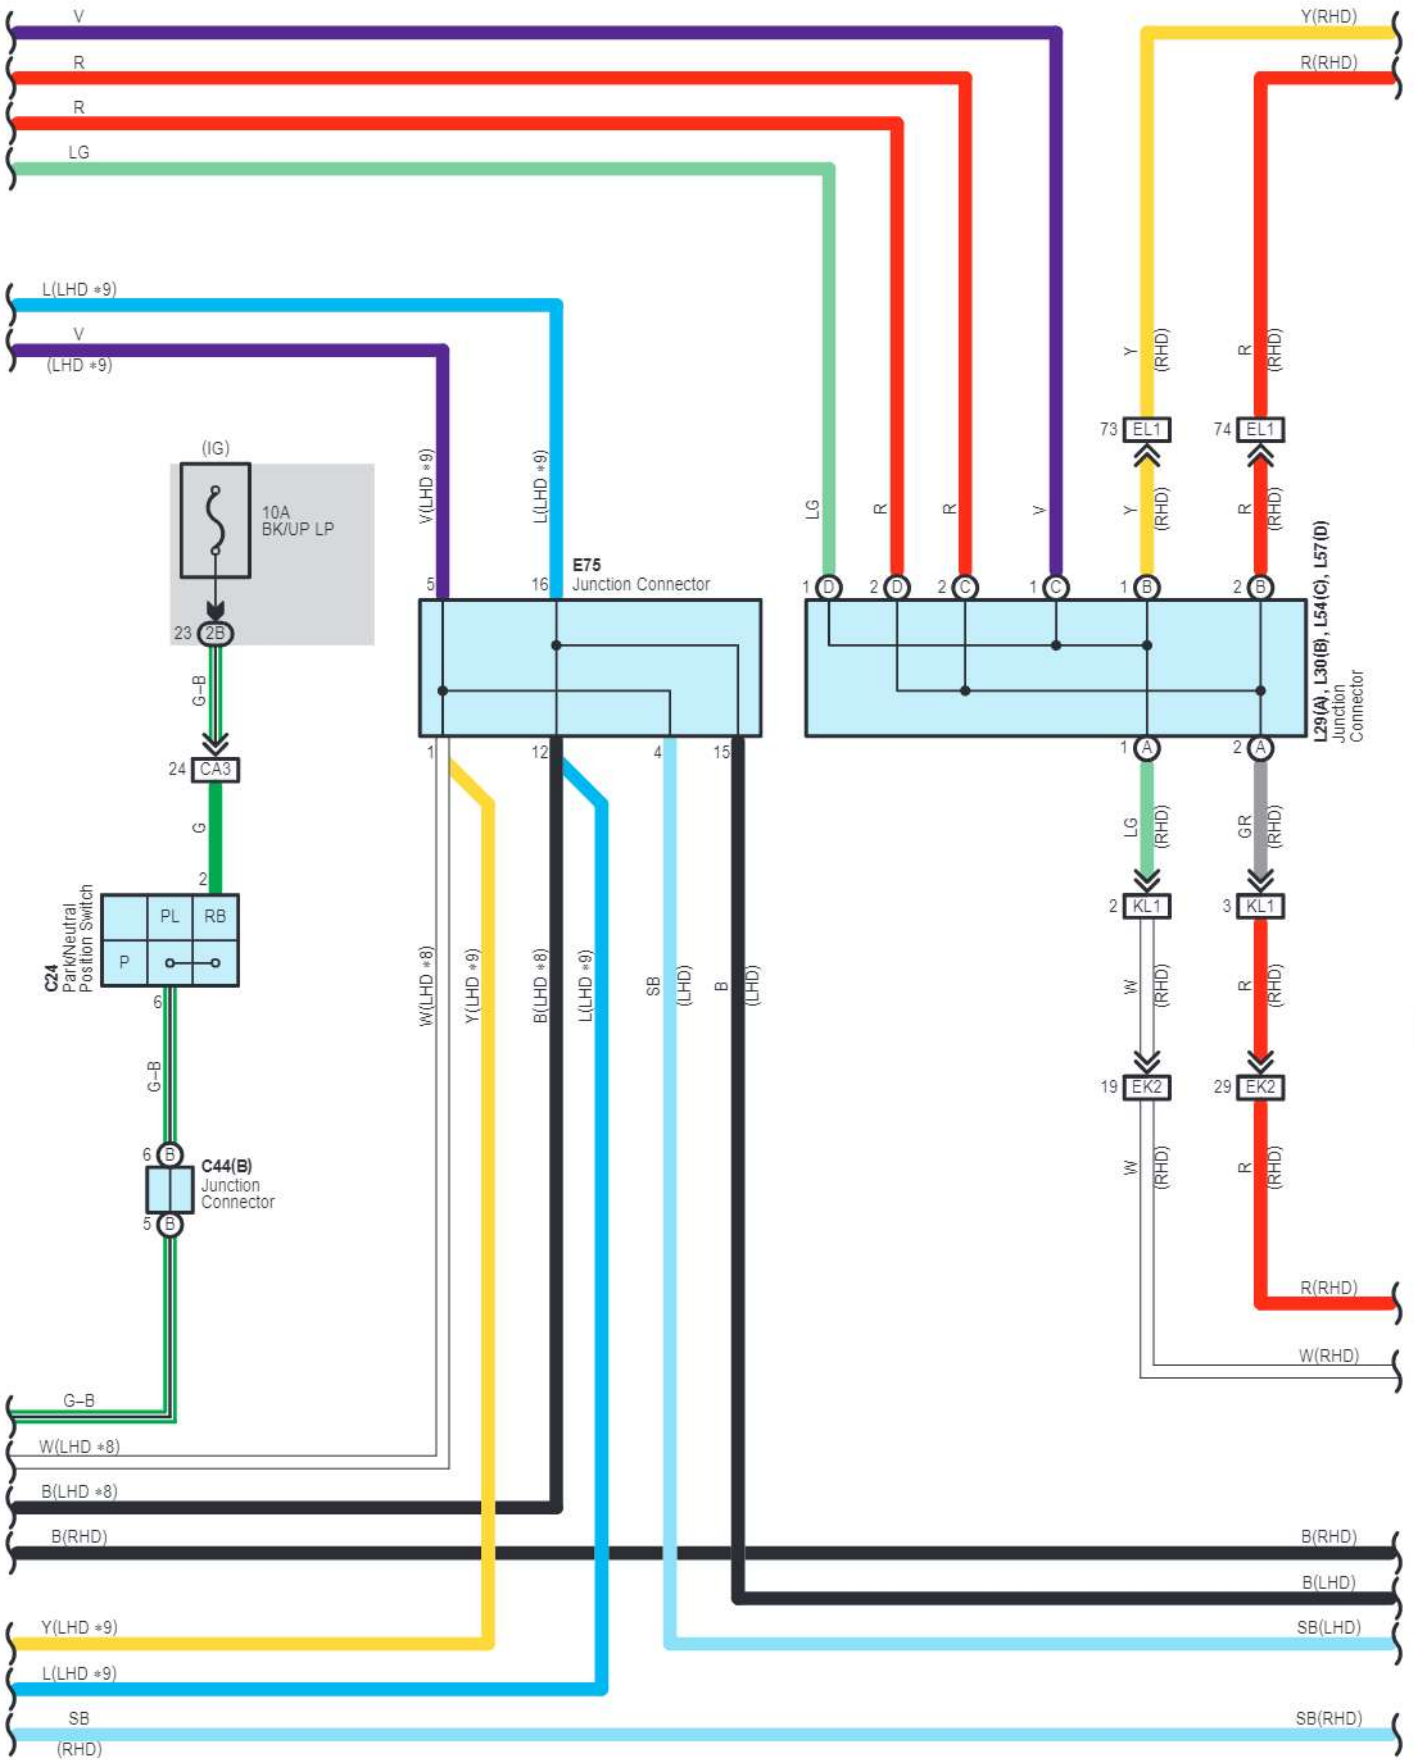 V
Y(RHD)
R
R(RHD)
R
LG
L(LHD *9)
V
(LHD *9)
Y
(RHD)
R
(RHD)
73 EL1
74 EL1
(IG)
10A
BK/UP LP
23 2B
V(LHD *9)
L(LHD *9)
LG
R
R
V
Y
(RHD)
R
(RHD)
E75
Junction Connector
5
16
1 D
2 D
2 C
1 C
1 B
2 B
L29(A), L30(B), L54(C), L57(D)
Junction
Connector
G–B
24 CA3
1
12
4
15
1 A
2 A
G
LG
(RHD)
GR
(RHD)
2
C24
Park/Neutral
Position Switch
PL
RB
P
2 KL1
3 KL1
6
W(LHD *8)
Y(LHD *9)
B(LHD *8)
L(LHD *9)
SB
(LHD)
B
(LHD)
W
(RHD)
R
(RHD)
G–B
19 EK2
29 EK2
6 B
C44(B)
Junction
Connector
5 B
W
(RHD)
R
(RHD)
R(RHD)
W(RHD)
G–B
W(LHD *8)
B(LHD *8)
B(RHD)
B(RHD)
B(LHD)
Y(LHD *9)
SB(LHD)
L(LHD *9)
SB
(RHD)
SB(RHD)